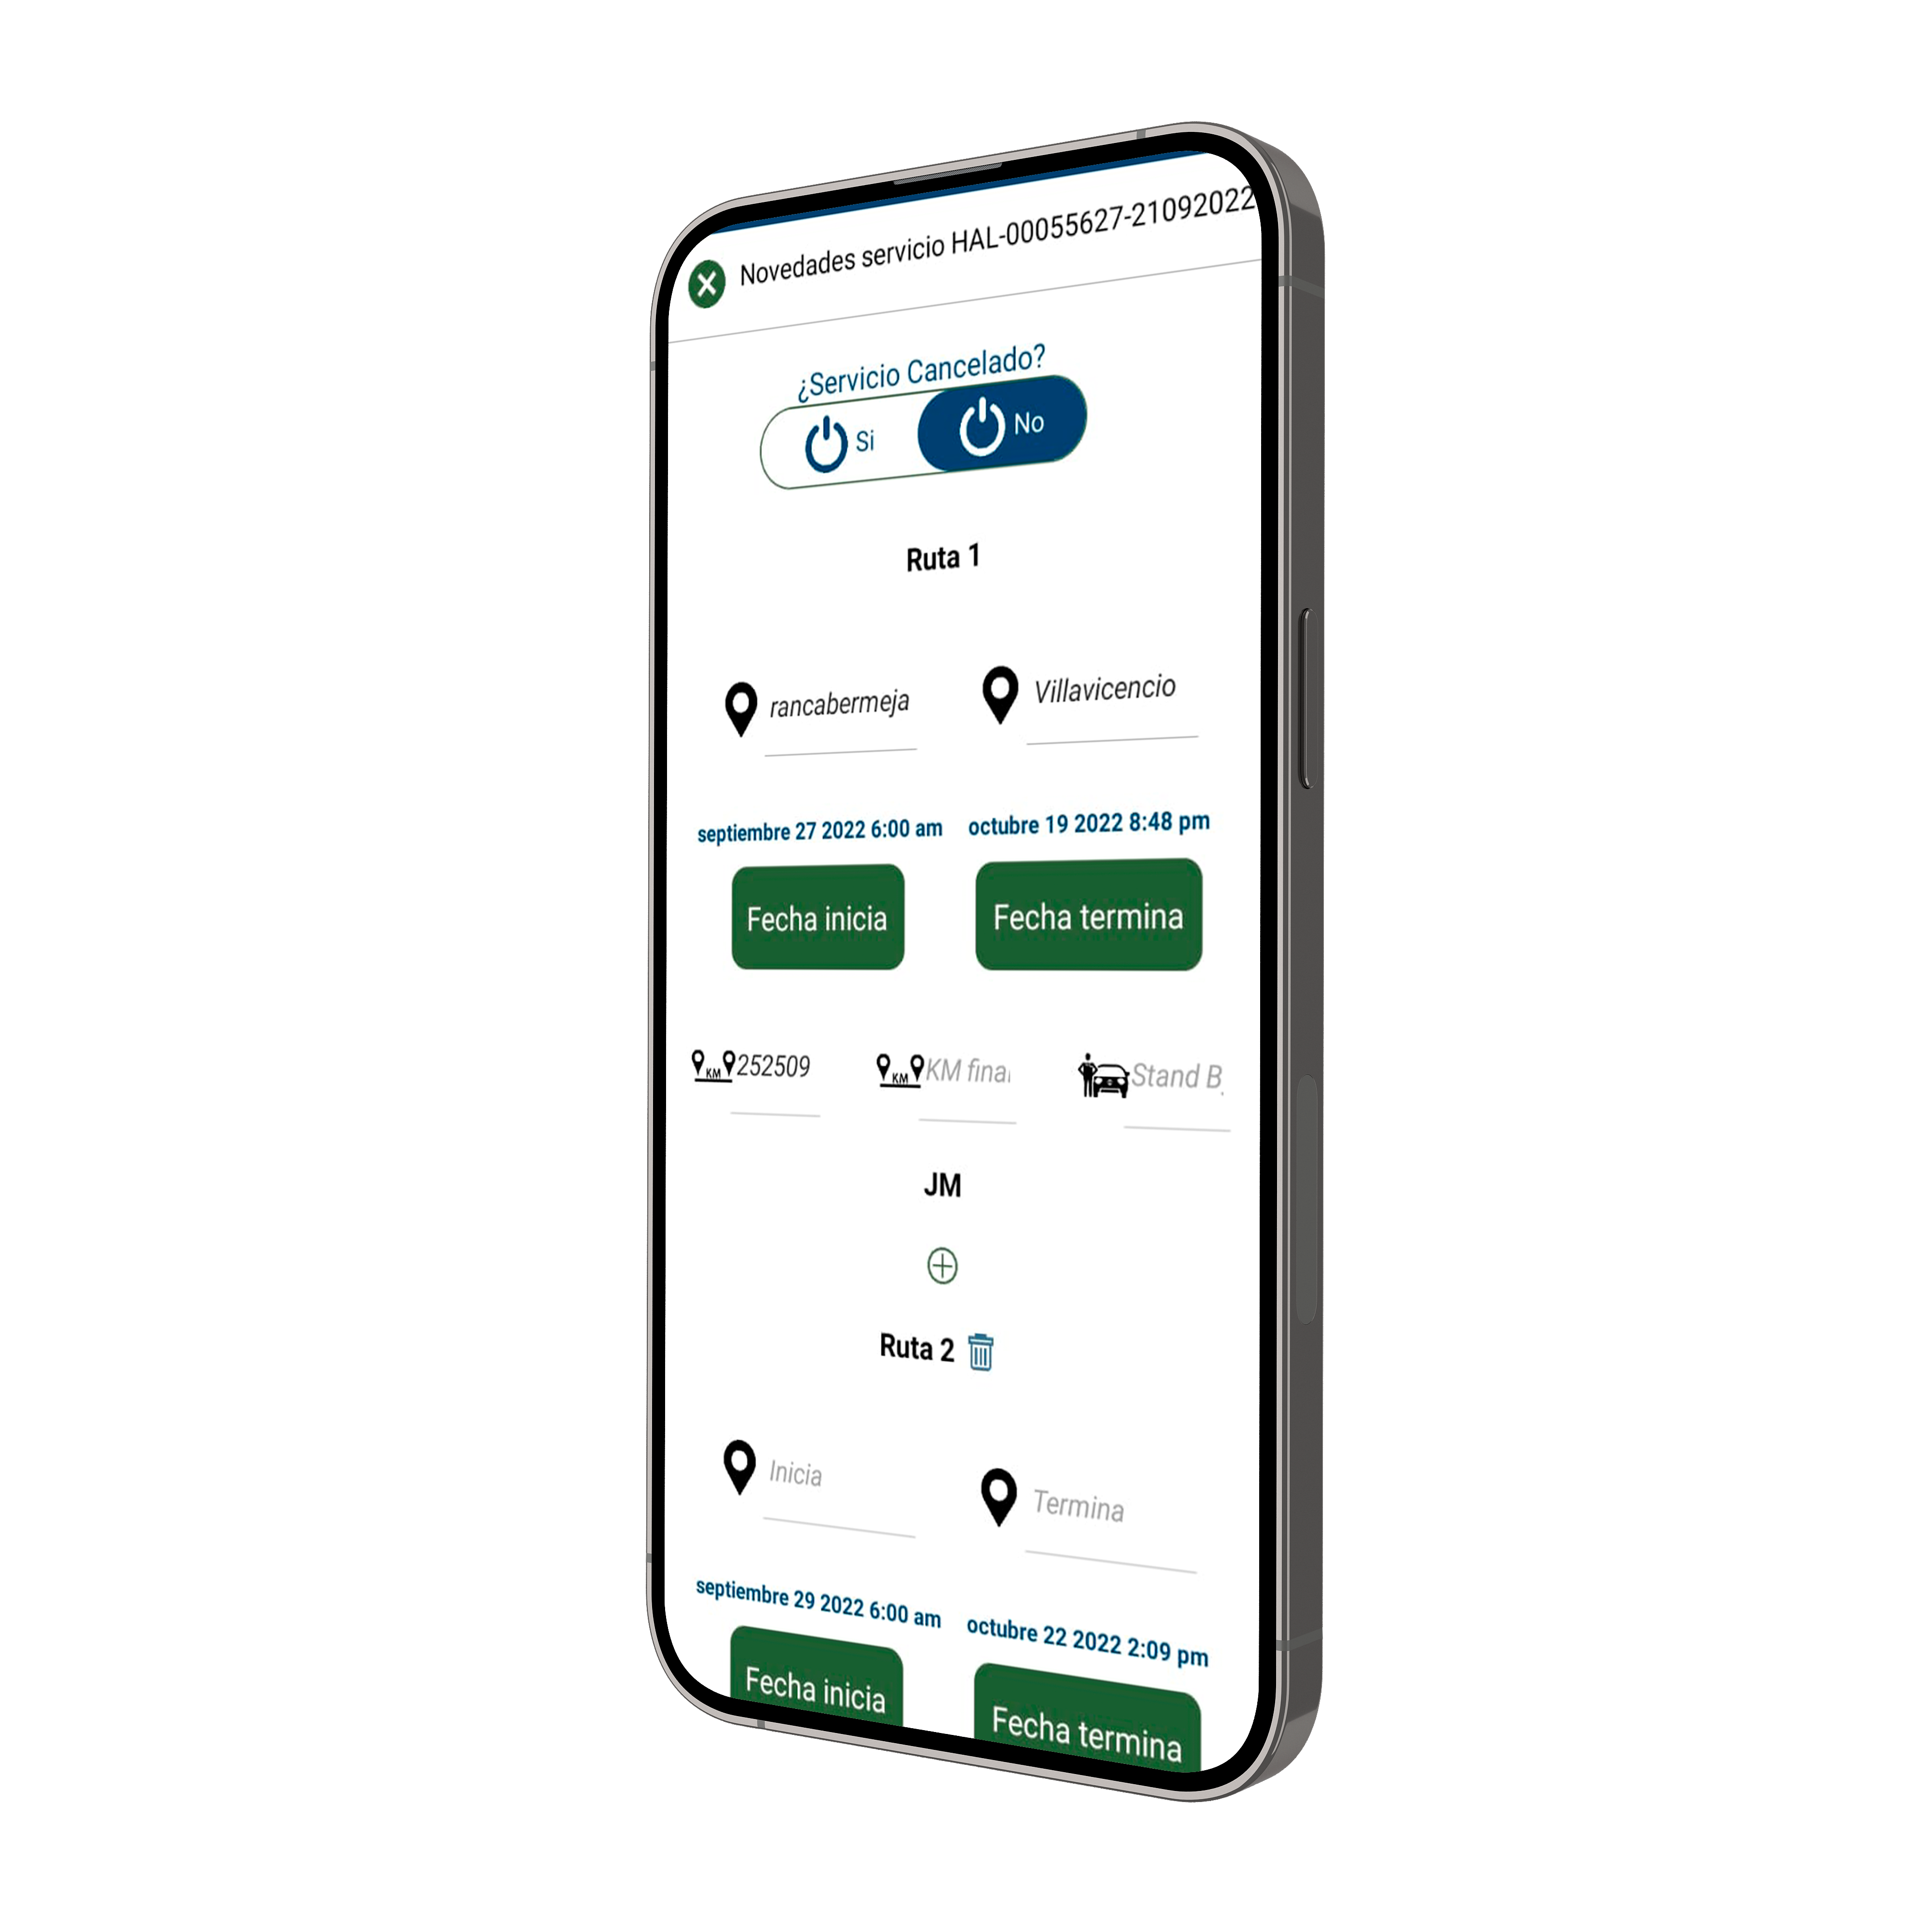 Novedades servicio HAL-00055627-21092022
¿Servicio Cancelado?
Si No
Ruta 1
rancabermeja Villavicencio
septiembre 27 2022 6:00 am octubre 19 2022 8:48 pm
Fecha inicia Fecha termina
KM 252509 KM KM fina Stand B
JM
Ruta 2
Inicia Termina
septiembre 29 2022 6:00 am octubre 22 2022 2:09 pm
Fecha inicia Fecha termina